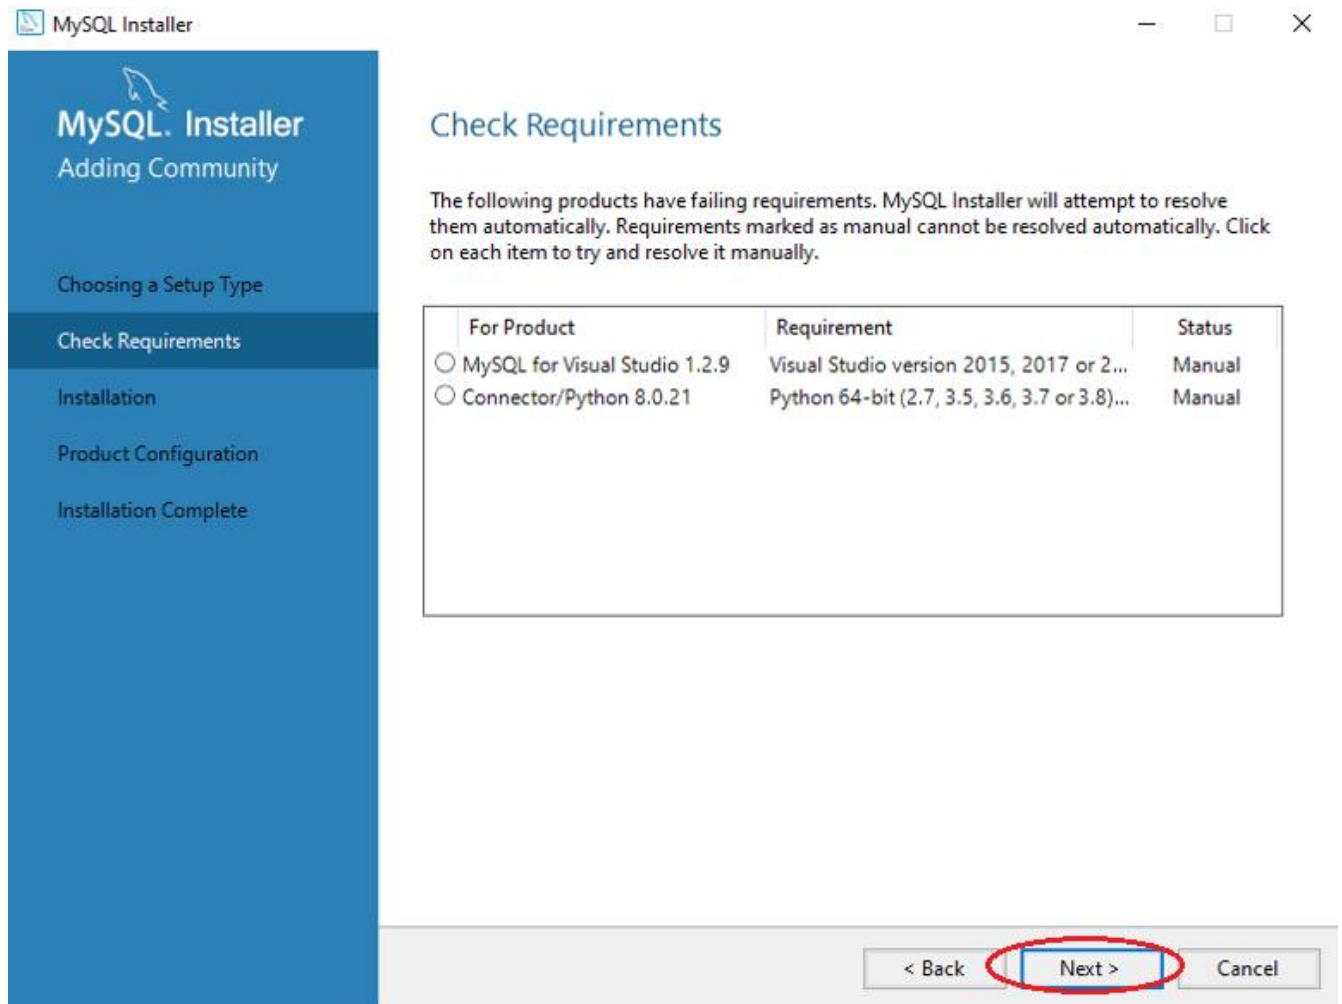 MySQL Installer
MySQL. Installer
Adding Community
Choosing a Setup Type
Check Requirements
Installation
Product Configuration
Installation Complete
Check Requirements
The following products have failing requirements. MySQL Installer will attempt to resolve
them automatically. Requirements marked as manual cannot be resolved automatically. Click
on each item to try and resolve it manually.
For Product Requirement Status
MySQL for Visual Studio 1.2.9 Visual Studio version 2015, 2017 or 2... Manual
Connector/Python 8.0.21 Python 64-bit (2.7, 3.5, 3.6, 3.7 or 3.8)... Manual
< Back Next > Cancel